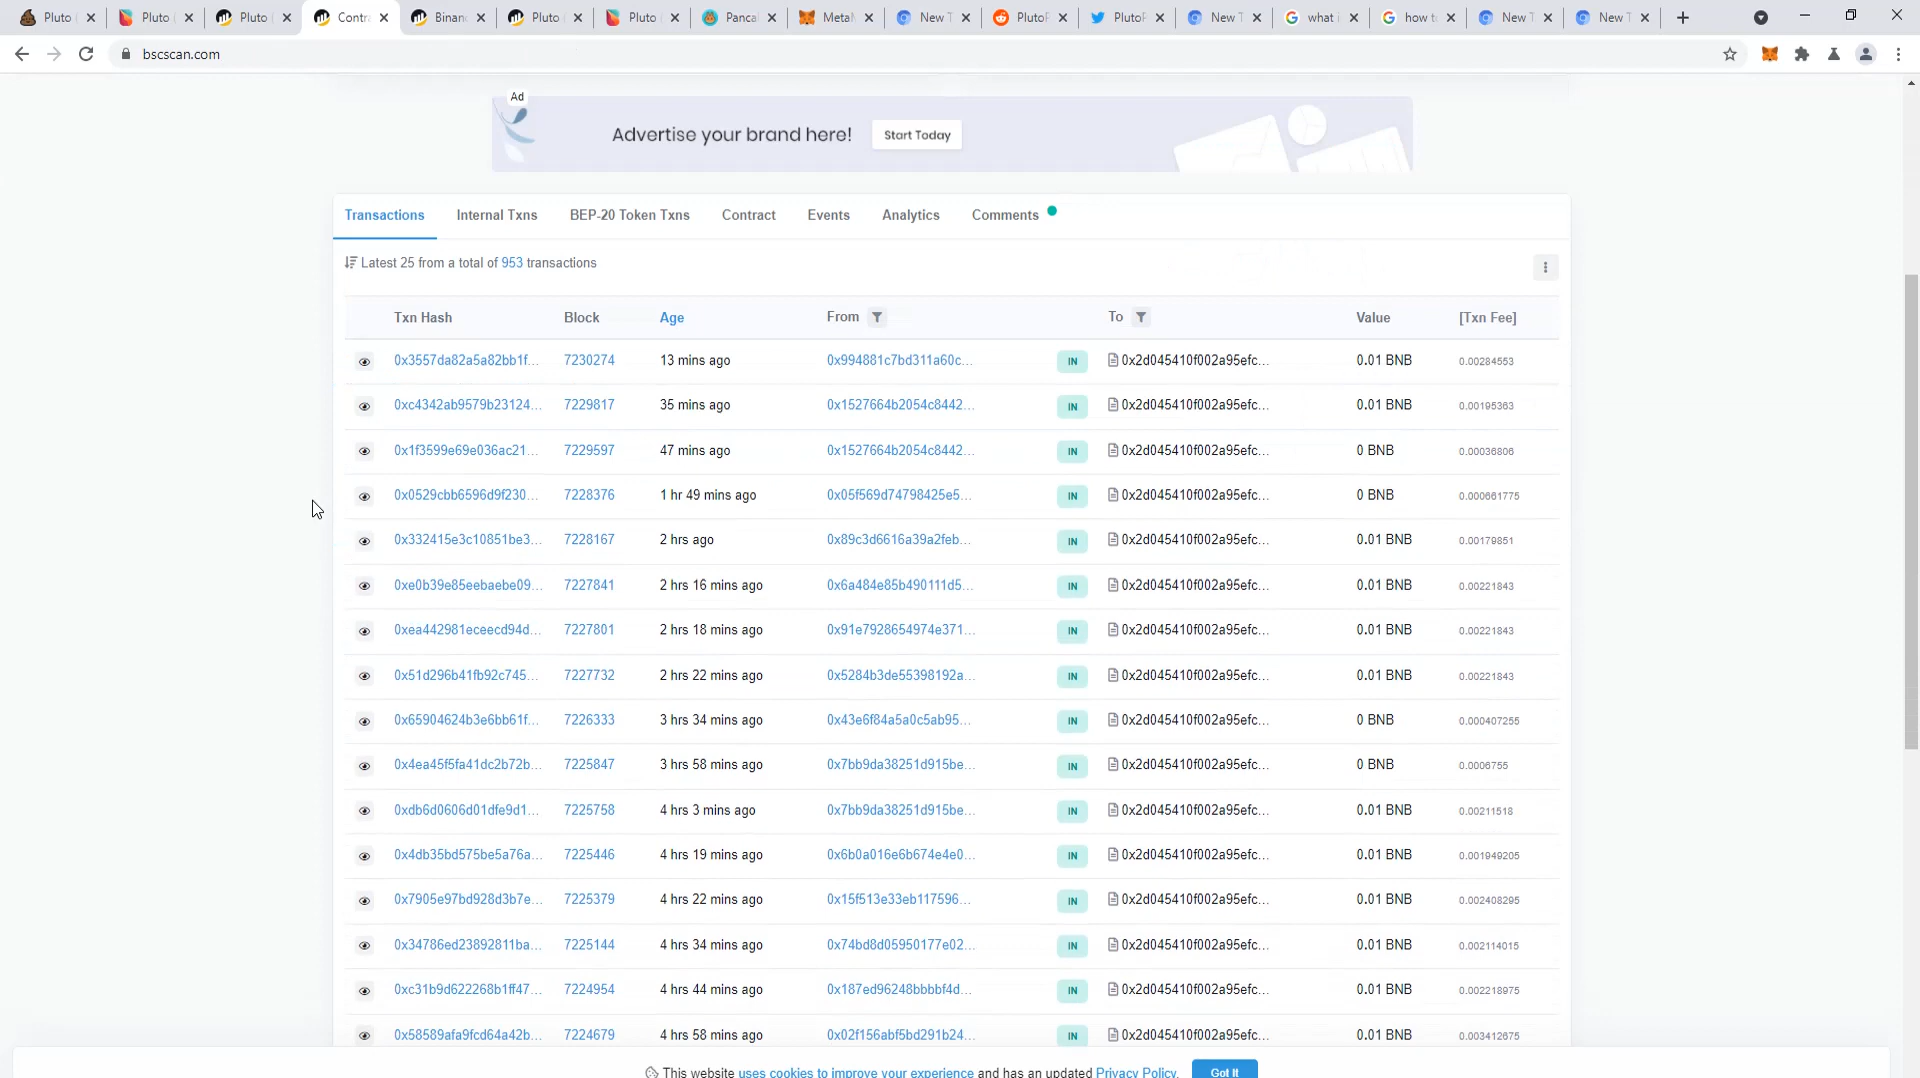 Pluto
Pluto
Pluto
Contra
Binan
Pluto
Pluto
Panca
MetaM
New T
PlutoP
PlutoP
New T
what i
how to
New T
New T
bscscan.com
Ad
Advertise your brand here!
Start Today
Transactions Internal Txns BEP-20 Token Txns Contract Events Analytics Comments
Latest 25 from a total of 953 transactions
Txn Hash Block Age From To Value [Txn Fee]
0x3557da82a5a82bb1f... 7230274 13 mins ago 0x994881c7bd311a60c... IN 0x2d045410f002a95efc... 0.01 BNB 0.00284553
0xc4342ab9579b23124... 7229817 35 mins ago 0x1527664b2054c8442... IN 0x2d045410f002a95efc... 0.01 BNB 0.00195363
0x1f3599e69e036ac21... 7229597 47 mins ago 0x1527664b2054c8442... IN 0x2d045410f002a95efc... 0 BNB 0.00036806
0x0529cbb6596d9f230... 7228376 1 hr 49 mins ago 0x05f569d74798425e5... IN 0x2d045410f002a95efc... 0 BNB 0.000661775
0x332415e3c10851be3... 7228167 2 hrs ago 0x89c3d6616a39a2feb... IN 0x2d045410f002a95efc... 0.01 BNB 0.00179851
0xe0b39e85eebaebe09... 7227841 2 hrs 16 mins ago 0x6a484e85b490111d5... IN 0x2d045410f002a95efc... 0.01 BNB 0.00221843
0xea442981eceecd94d... 7227801 2 hrs 18 mins ago 0x91e7928654974e371... IN 0x2d045410f002a95efc... 0.01 BNB 0.00221843
0x51d296b41fb92c745... 7227732 2 hrs 22 mins ago 0x5284b3de55398192a... IN 0x2d045410f002a95efc... 0.01 BNB 0.00221843
0x65904624b3e6bb61f... 7226333 3 hrs 34 mins ago 0x43e6f84a5a0c5ab95... IN 0x2d045410f002a95efc... 0 BNB 0.000407255
0x4ea45f5fa41dc2b72b... 7225847 3 hrs 58 mins ago 0x7bb9da38251d915be... IN 0x2d045410f002a95efc... 0 BNB 0.0006755
0xdb6d0606d01dfe9d1... 7225758 4 hrs 3 mins ago 0x7bb9da38251d915be... IN 0x2d045410f002a95efc... 0.01 BNB 0.00211518
0x4db35bd575be5a76a... 7225446 4 hrs 19 mins ago 0x6b0a016e6b674e4e0... IN 0x2d045410f002a95efc... 0.01 BNB 0.001949205
0x7905e97bd928d3b7e... 7225379 4 hrs 22 mins ago 0x15f513e33eb117596... IN 0x2d045410f002a95efc... 0.01 BNB 0.002408295
0x34786ed23892811ba... 7225144 4 hrs 34 mins ago 0x74bd8d05950177e02... IN 0x2d045410f002a95efc... 0.01 BNB 0.002114015
0xc31b9d622268b1ff47... 7224954 4 hrs 44 mins ago 0x187ed96248bbbf4d... IN 0x2d045410f002a95efc... 0.01 BNB 0.002218975
0x58589afa9fcd64a42b... 7224679 4 hrs 58 mins ago 0x02f156abf5bd291b24... IN 0x2d045410f002a95efc... 0.01 BNB 0.003412675
This website uses cookies to improve your experience and has an updated Privacy Policy. Got It